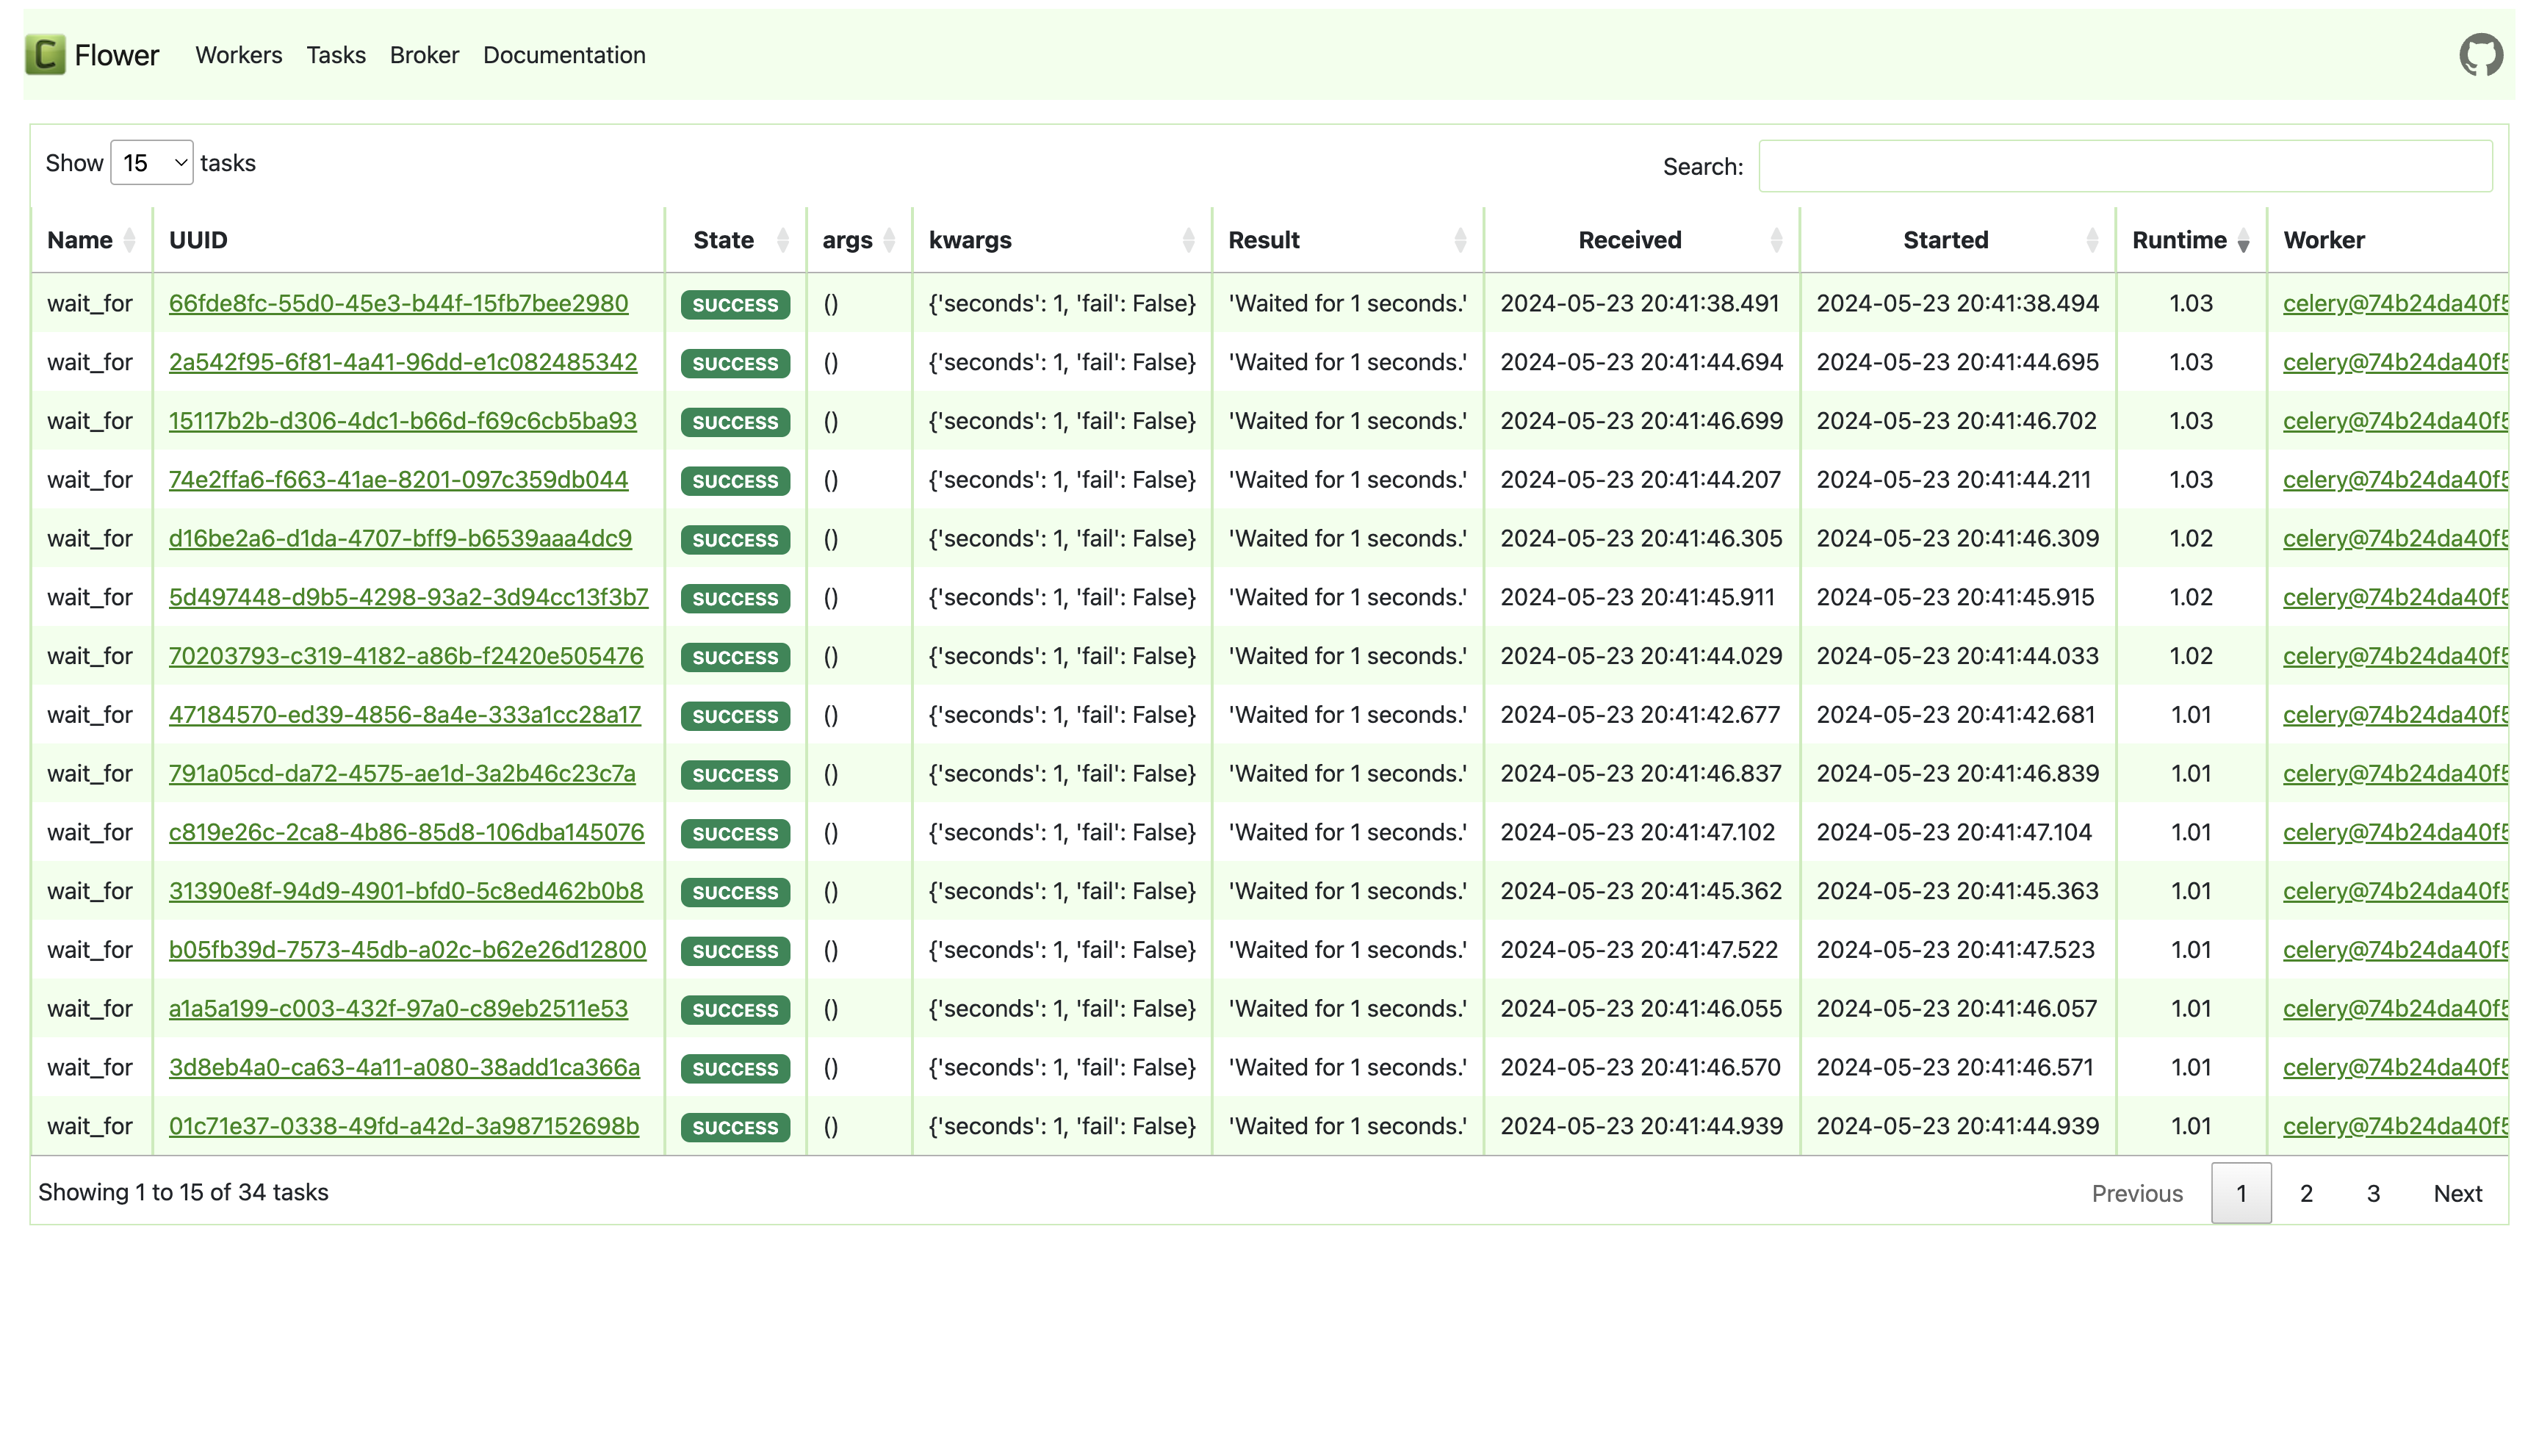 C Flower Workers Tasks Broker Documentation
Show 15 tasks Search:
Name UUID State args kwargs Result Received Started Runtime Worker
wait_for 66fde8fc-55d0-45e3-b44f-15fb7bee2980 SUCCESS () {'seconds': 1, 'fail': False} 'Waited for 1 seconds.' 2024-05-23 20:41:38.491 2024-05-23 20:41:38.494 1.03 celery@74b24da40f5
wait_for 2a542f95-6f81-4a41-96dd-e1c082485342 SUCCESS () {'seconds': 1, 'fail': False} 'Waited for 1 seconds.' 2024-05-23 20:41:44.694 2024-05-23 20:41:44.695 1.03 celery@74b24da40f5
wait_for 15117b2b-d306-4dc1-b66d-f69c6cb5ba93 SUCCESS () {'seconds': 1, 'fail': False} 'Waited for 1 seconds.' 2024-05-23 20:41:46.699 2024-05-23 20:41:46.702 1.03 celery@74b24da40f5
wait_for 74e2ffa6-f663-41ae-8201-097c359db044 SUCCESS () {'seconds': 1, 'fail': False} 'Waited for 1 seconds.' 2024-05-23 20:41:44.207 2024-05-23 20:41:44.211 1.03 celery@74b24da40f5
wait_for d16be2a6-d1da-4707-bff9-b6539aaa4dc9 SUCCESS () {'seconds': 1, 'fail': False} 'Waited for 1 seconds.' 2024-05-23 20:41:46.305 2024-05-23 20:41:46.309 1.02 celery@74b24da40f5
wait_for 5d497448-d9b5-4298-93a2-3d94cc13f3b7 SUCCESS () {'seconds': 1, 'fail': False} 'Waited for 1 seconds.' 2024-05-23 20:41:45.911 2024-05-23 20:41:45.915 1.02 celery@74b24da40f5
wait_for 70203793-c319-4182-a86b-f2420e505476 SUCCESS () {'seconds': 1, 'fail': False} 'Waited for 1 seconds.' 2024-05-23 20:41:44.029 2024-05-23 20:41:44.033 1.02 celery@74b24da40f5
wait_for 47184570-ed39-4856-8a4e-333a1cc28a17 SUCCESS () {'seconds': 1, 'fail': False} 'Waited for 1 seconds.' 2024-05-23 20:41:42.677 2024-05-23 20:41:42.681 1.01 celery@74b24da40f5
wait_for 791a05cd-da72-4575-ae1d-3a2b46c23c7a SUCCESS () {'seconds': 1, 'fail': False} 'Waited for 1 seconds.' 2024-05-23 20:41:46.837 2024-05-23 20:41:46.839 1.01 celery@74b24da40f5
wait_for c819e26c-2ca8-4b86-85d8-106dba145076 SUCCESS () {'seconds': 1, 'fail': False} 'Waited for 1 seconds.' 2024-05-23 20:41:47.102 2024-05-23 20:41:47.104 1.01 celery@74b24da40f5
wait_for 31390e8f-94d9-4901-bfd0-5c8ed462b0b8 SUCCESS () {'seconds': 1, 'fail': False} 'Waited for 1 seconds.' 2024-05-23 20:41:45.362 2024-05-23 20:41:45.363 1.01 celery@74b24da40f5
wait_for b05fb39d-7573-45db-a02c-b62e26d12800 SUCCESS () {'seconds': 1, 'fail': False} 'Waited for 1 seconds.' 2024-05-23 20:41:47.522 2024-05-23 20:41:47.523 1.01 celery@74b24da40f5
wait_for a1a5a199-c003-432f-97a0-c89eb2511e53 SUCCESS () {'seconds': 1, 'fail': False} 'Waited for 1 seconds.' 2024-05-23 20:41:46.055 2024-05-23 20:41:46.057 1.01 celery@74b24da40f5
wait_for 3d8eb4a0-ca63-4a11-a080-38add1ca366a SUCCESS () {'seconds': 1, 'fail': False} 'Waited for 1 seconds.' 2024-05-23 20:41:46.570 2024-05-23 20:41:46.571 1.01 celery@74b24da40f5
wait_for 01c71e37-0338-49fd-a42d-3a987152698b SUCCESS () {'seconds': 1, 'fail': False} 'Waited for 1 seconds.' 2024-05-23 20:41:44.939 2024-05-23 20:41:44.939 1.01 celery@74b24da40f5
Showing 1 to 15 of 34 tasks Previous 1 2 3 Next